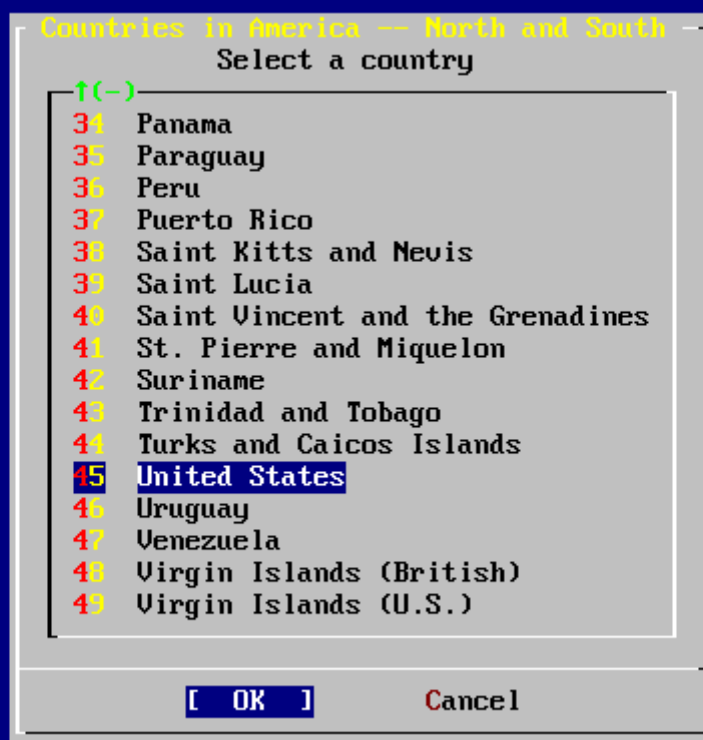 Countries in America -- North and South
Select a country
↑(-)
34 Panama
35 Paraguay
36 Peru
37 Puerto Rico
38 Saint Kitts and Nevis
39 Saint Lucia
40 Saint Vincent and the Grenadines
41 St. Pierre and Miquelon
42 Suriname
43 Trinidad and Tobago
44 Turks and Caicos Islands
45 United States
46 Uruguay
47 Venezuela
48 Virgin Islands (British)
49 Virgin Islands (U.S.)
[ OK ] Cancel